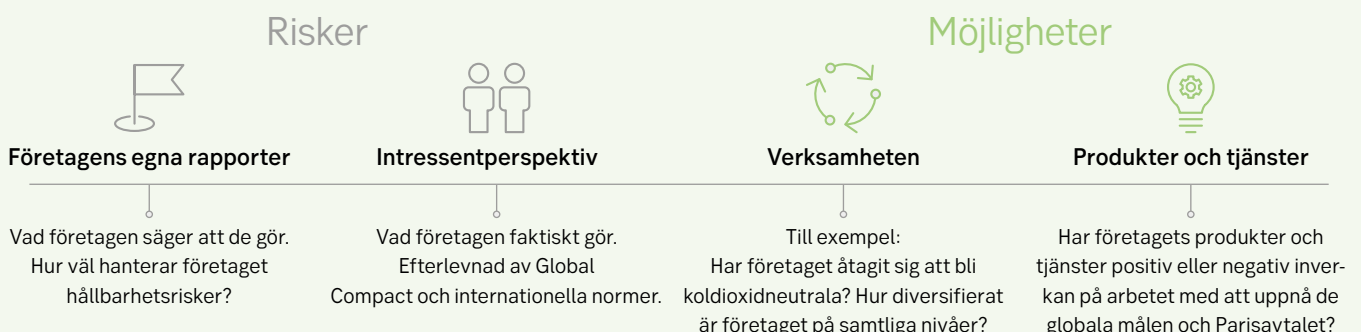 Risker
Möjligheter
Företagens egna rapporter
Vad företagen säger att de gör.
Hur väl hanterar företaget
hållbarhetsrisker?
Intressentperspektiv
Vad företagen faktiskt gör.
Efterlevnad av Global
Compact och internationella normer.
Verksamheten
Till exempel:
Har företaget åtagit sig att bli
koldioxidneutrala? Hur diversifierat
är företaget på samtliga nivåer?
Produkter och tjänster
Har företagets produkter och
tjänster positiv eller negativ inver-
kan på arbetet med att uppnå de
globala målen och Parisavtalet?